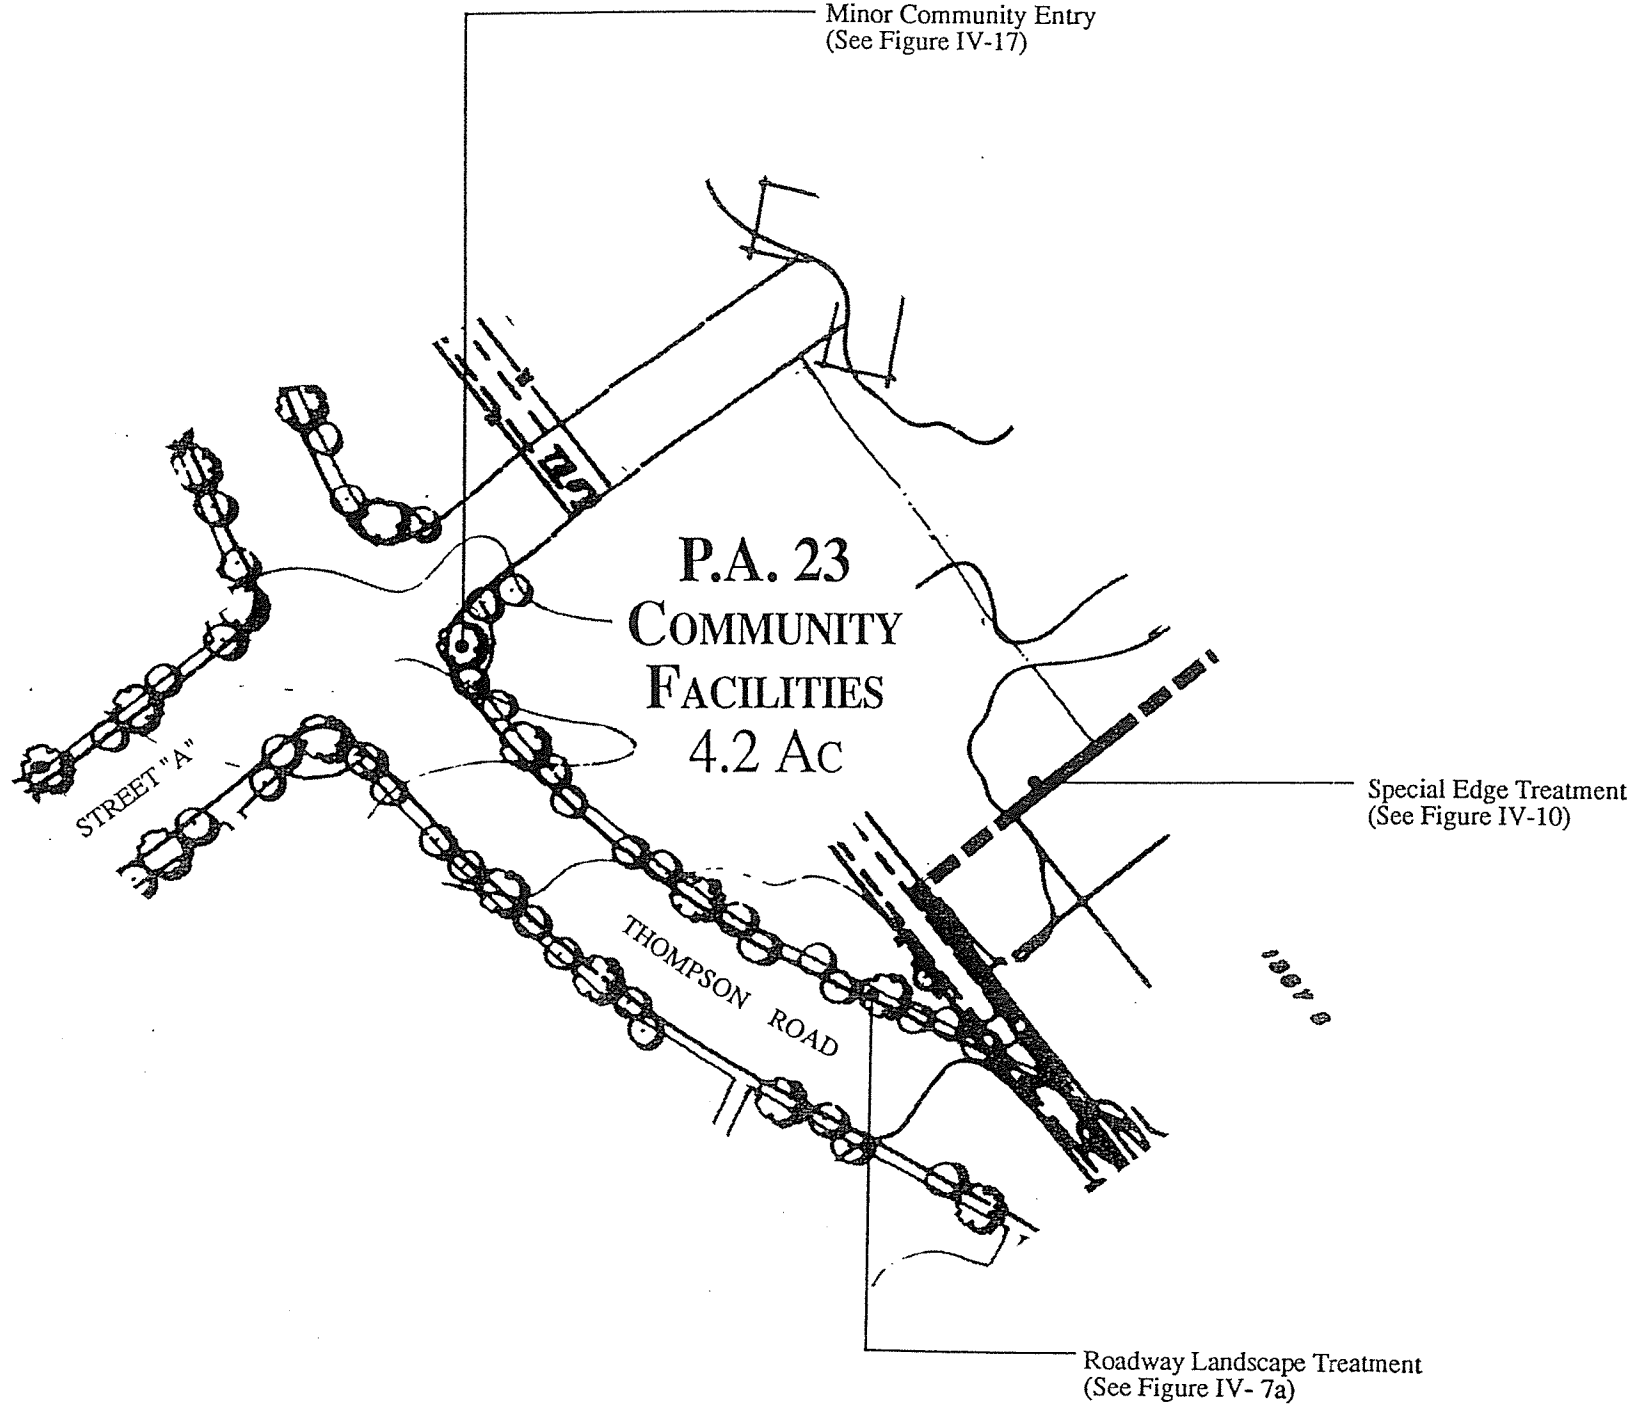 Minor Community Entry
(See Figure IV-17)
P.A. 23
COMMUNITY
FACILITIES
4.2 AC
STREET "A"
Special Edge Treatment
(See Figure IV-10)
THOMPSON ROAD
Roadway Landscape Treatment
(See Figure IV- 7a)